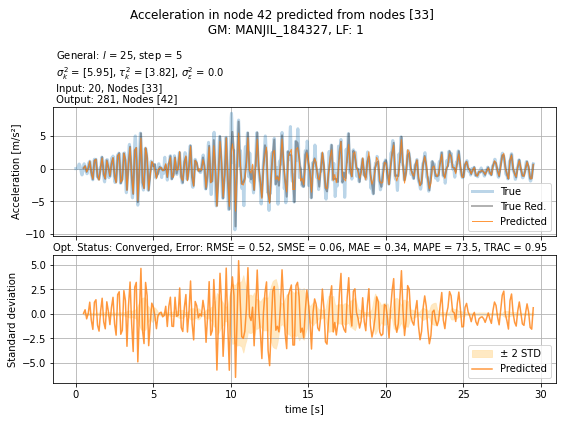 Acceleration in node 42 predicted from nodes [33]
GM: MANJIL_184327, LF: 1
General: l = 25, step = 5
σ²ₖ = [5.95], τ²ₖ = [3.82], σ²ε = 0.0
Input: 20, Nodes [33]
Output: 281, Nodes [42]
Acceleration [m/s²]
5
0
−5
−10
True
True Red.
Predicted
Opt. Status: Converged, Error: RMSE = 0.52, SMSE = 0.06, MAE = 0.34, MAPE = 73.5, TRAC = 0.95
Standard deviation
5.0
2.5
0.0
−2.5
−5.0
± 2 STD
Predicted
0 5 10 15 20 25 30
time [s]